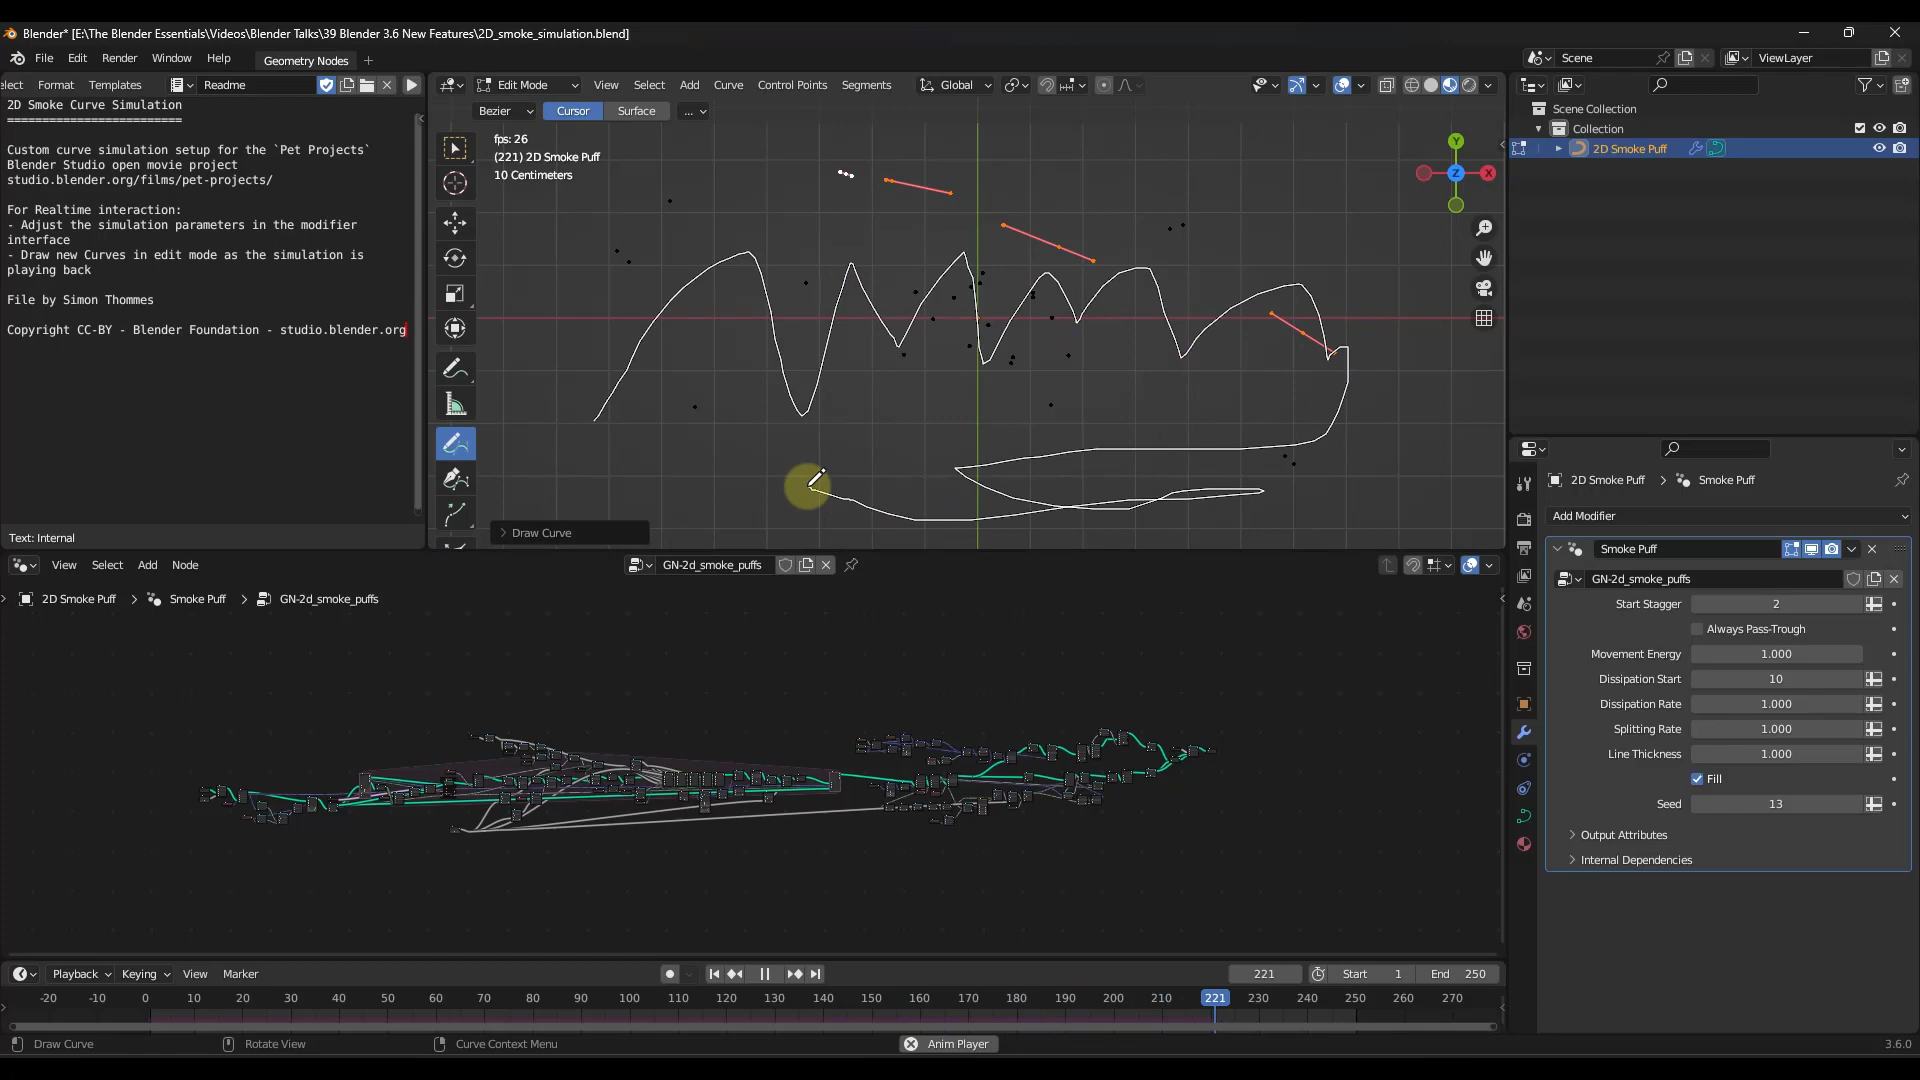 Blender* [E:\The Blender Essentials\Videos\Blender Talks\39 Blender 3.6 New Features\2D_smoke_simulation.blend]
File Edit Render Window Help Geometry Nodes + Scene ViewLayer
elect Format Templates Readme
2D Smoke Curve Simulation
=========================
Custom curve simulation setup for the `Pet Projects`
Blender Studio open movie project
studio.blender.org/films/pet-projects/
For Realtime interaction:
- Adjust the simulation parameters in the modifier
interface
- Draw new Curves in edit mode as the simulation is
playing back
File by Simon Thommes
Copyright CC-BY - Blender Foundation - studio.blender.org
Text: Internal
Edit Mode View Select Add Curve Control Points Segments Global
Bezier Cursor Surface ...
fps: 26
(221) 2D Smoke Puff
10 Centimeters
Y
Z X
Draw Curve
Scene Collection
Collection
2D Smoke Puff
2D Smoke Puff > Smoke Puff
Add Modifier
Smoke Puff
GN-2d_smoke_puffs
Start Stagger 2
Always Pass-Trough
Movement Energy 1.000
Dissipation Start 10
Dissipation Rate 1.000
Splitting Rate 1.000
Line Thickness 1.000
Fill
Seed 13
Output Attributes
Internal Dependencies
View Select Add Node GN-2d_smoke_puffs
2D Smoke Puff > Smoke Puff > GN-2d_smoke_puffs
Playback Keying View Marker 221 Start 1 End 250
-20 -10 0 10 20 30 40 50 60 70 80 90 100 110 120 130 140 150 160 170 180 190 200 210 221 230 240 250 260 270
Draw Curve Rotate View Curve Context Menu Anim Player 3.6.0